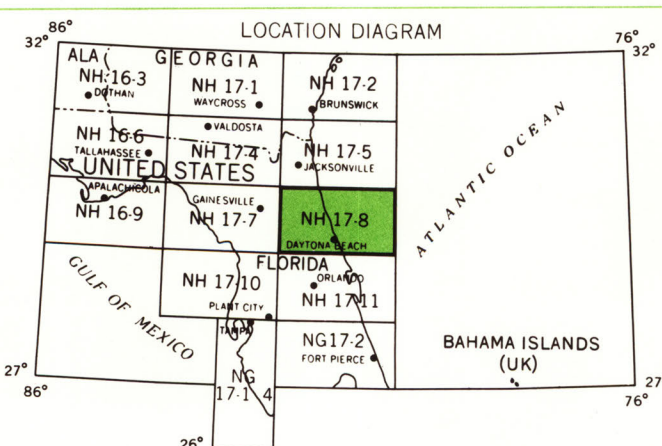 LOCATION DIAGRAM
86° 76°
32° 32°
ALA GEORGIA
NH 16-3 NH 17-1 NH 17-2
DOTHAN WAYCROSS BRUNSWICK
VALDOSTA
NH 16-6 NH 17-4 NH 17-5
TALLAHASSEE JACKSONVILLE
UNITED STATES
APALACHICOLA GAINESVILLE
NH 16-9 NH 17-7 NH 17-8
DAYTONA BEACH
ATLANTIC OCEAN
FLORIDA
GULF OF MEXICO
NH 17-10 ORLANDO
NH 17-11
PLANT CITY
TAMPA
NG 17-2
FORT PIERCE
BAHAMA ISLANDS
(UK)
NG
17-1 4
27° 27°
86° 76°
26°